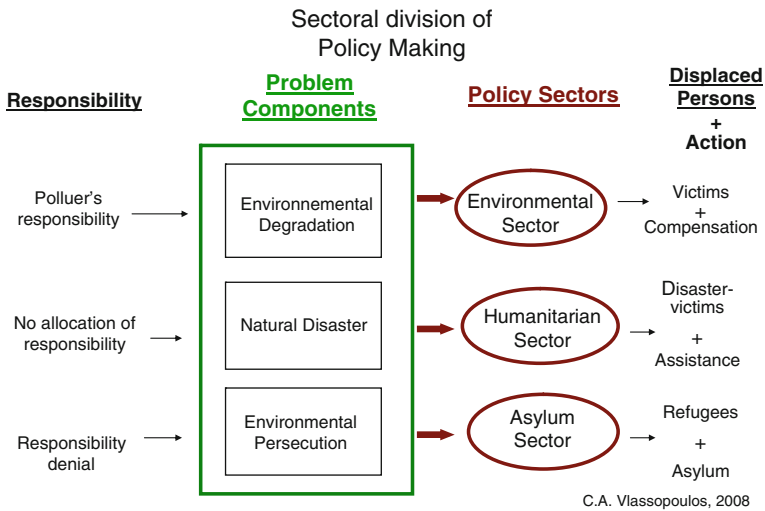 Sectoral division of
Policy Making
Responsibility
Problem
Components
Policy Sectors
Displaced
Persons
+
Action
Polluer's
responsibility
Environnemental
Degradation
Environmental
Sector
Victims
+
Compensation
No allocation of
responsibility
Natural Disaster
Humanitarian
Sector
Disaster-
victims
+
Assistance
Responsibility
denial
Environmental
Persecution
Asylum
Sector
Refugees
+
Asylum
C.A. Vlassopoulos, 2008